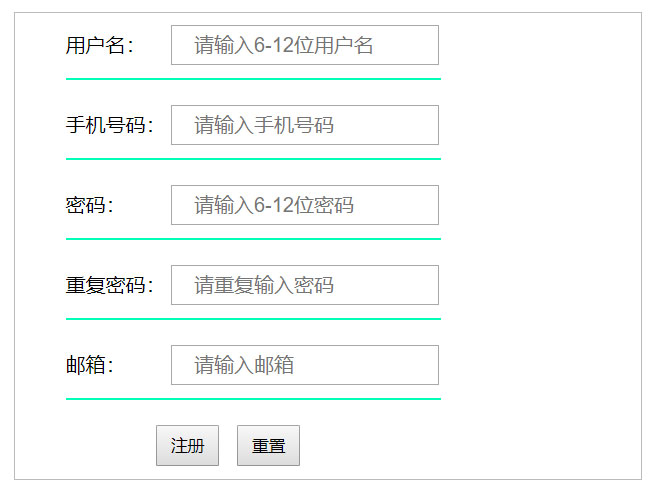 用户名： 请输入6-12位用户名
手机号码： 请输入手机号码
密码： 请输入6-12位密码
重复密码： 请重复输入密码
邮箱： 请输入邮箱
注册 重置